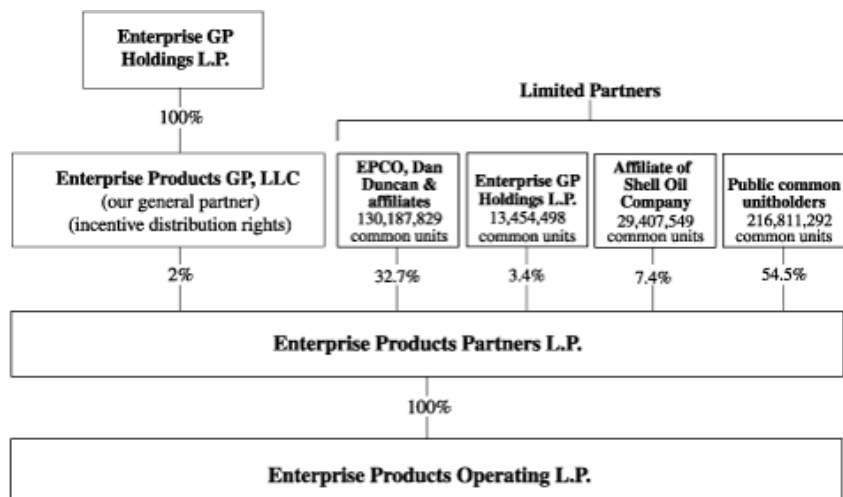 Enterprise GP
Holdings L.P.
100%
Limited Partners
Enterprise Products GP, LLC
(our general partner)
(incentive distribution rights)
EPCO, Dan
Duncan &
affiliates
130,187,829
common units
Enterprise GP
Holdings L.P.
13,454,498
common units
Affiliate of
Shell Oil
Company
29,407,549
common units
Public common
unitholders
216,811,292
common units
2%
32.7%
3.4%
7.4%
54.5%
Enterprise Products Partners L.P.
100%
Enterprise Products Operating L.P.